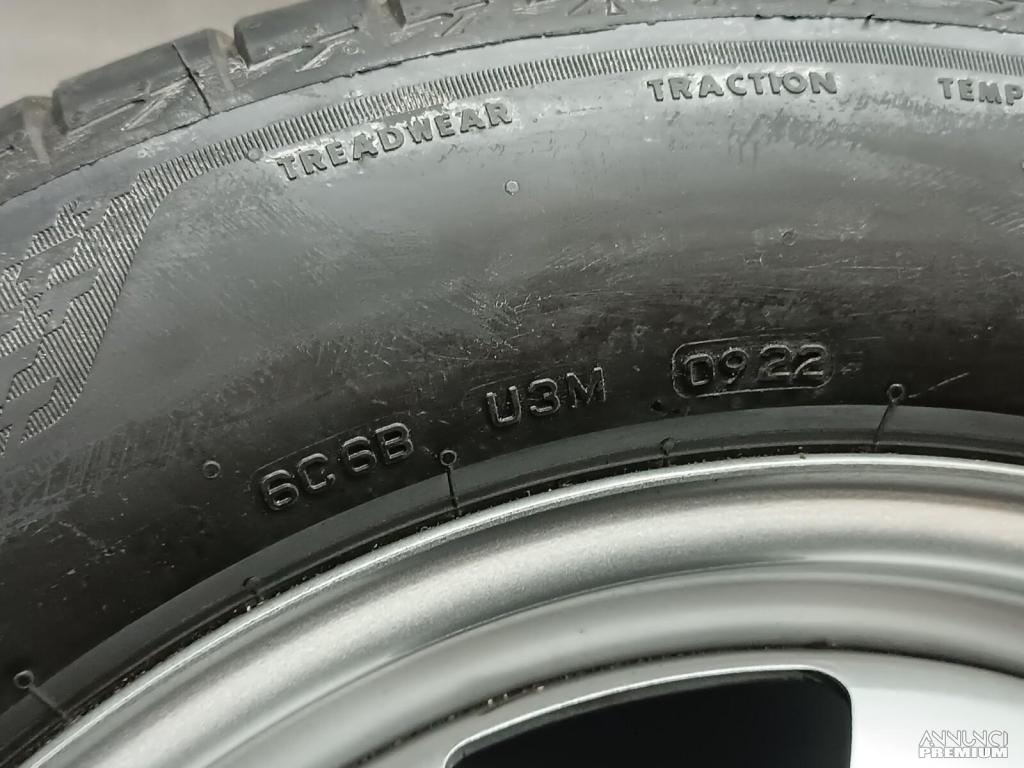 TREADWEAR TRACTION TEMP
6C6B U3M 0922
ANNUNCI
PREMIUM